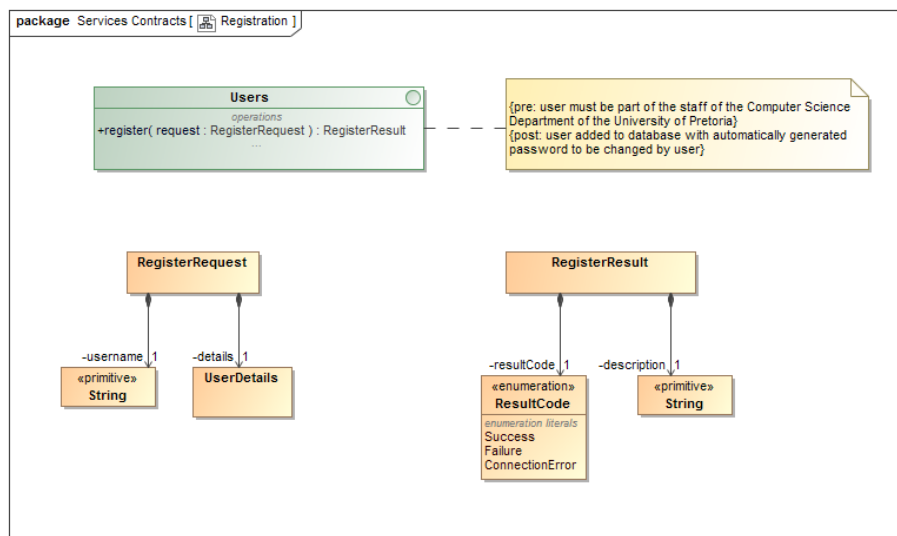 package Services Contracts [ Registration ]
Users
operations
+register( request : RegisterRequest ) : RegisterResult
...
{pre: user must be part of the staff of the Computer Science
Department of the University of Pretoria}
{post: user added to database with automatically generated
password to be changed by user}
RegisterRequest
RegisterResult
-username 1
-details 1
-resultCode 1
-description 1
«primitive»
String
UserDetails
«enumeration»
ResultCode
enumeration literals
Success
Failure
ConnectionError
«primitive»
String